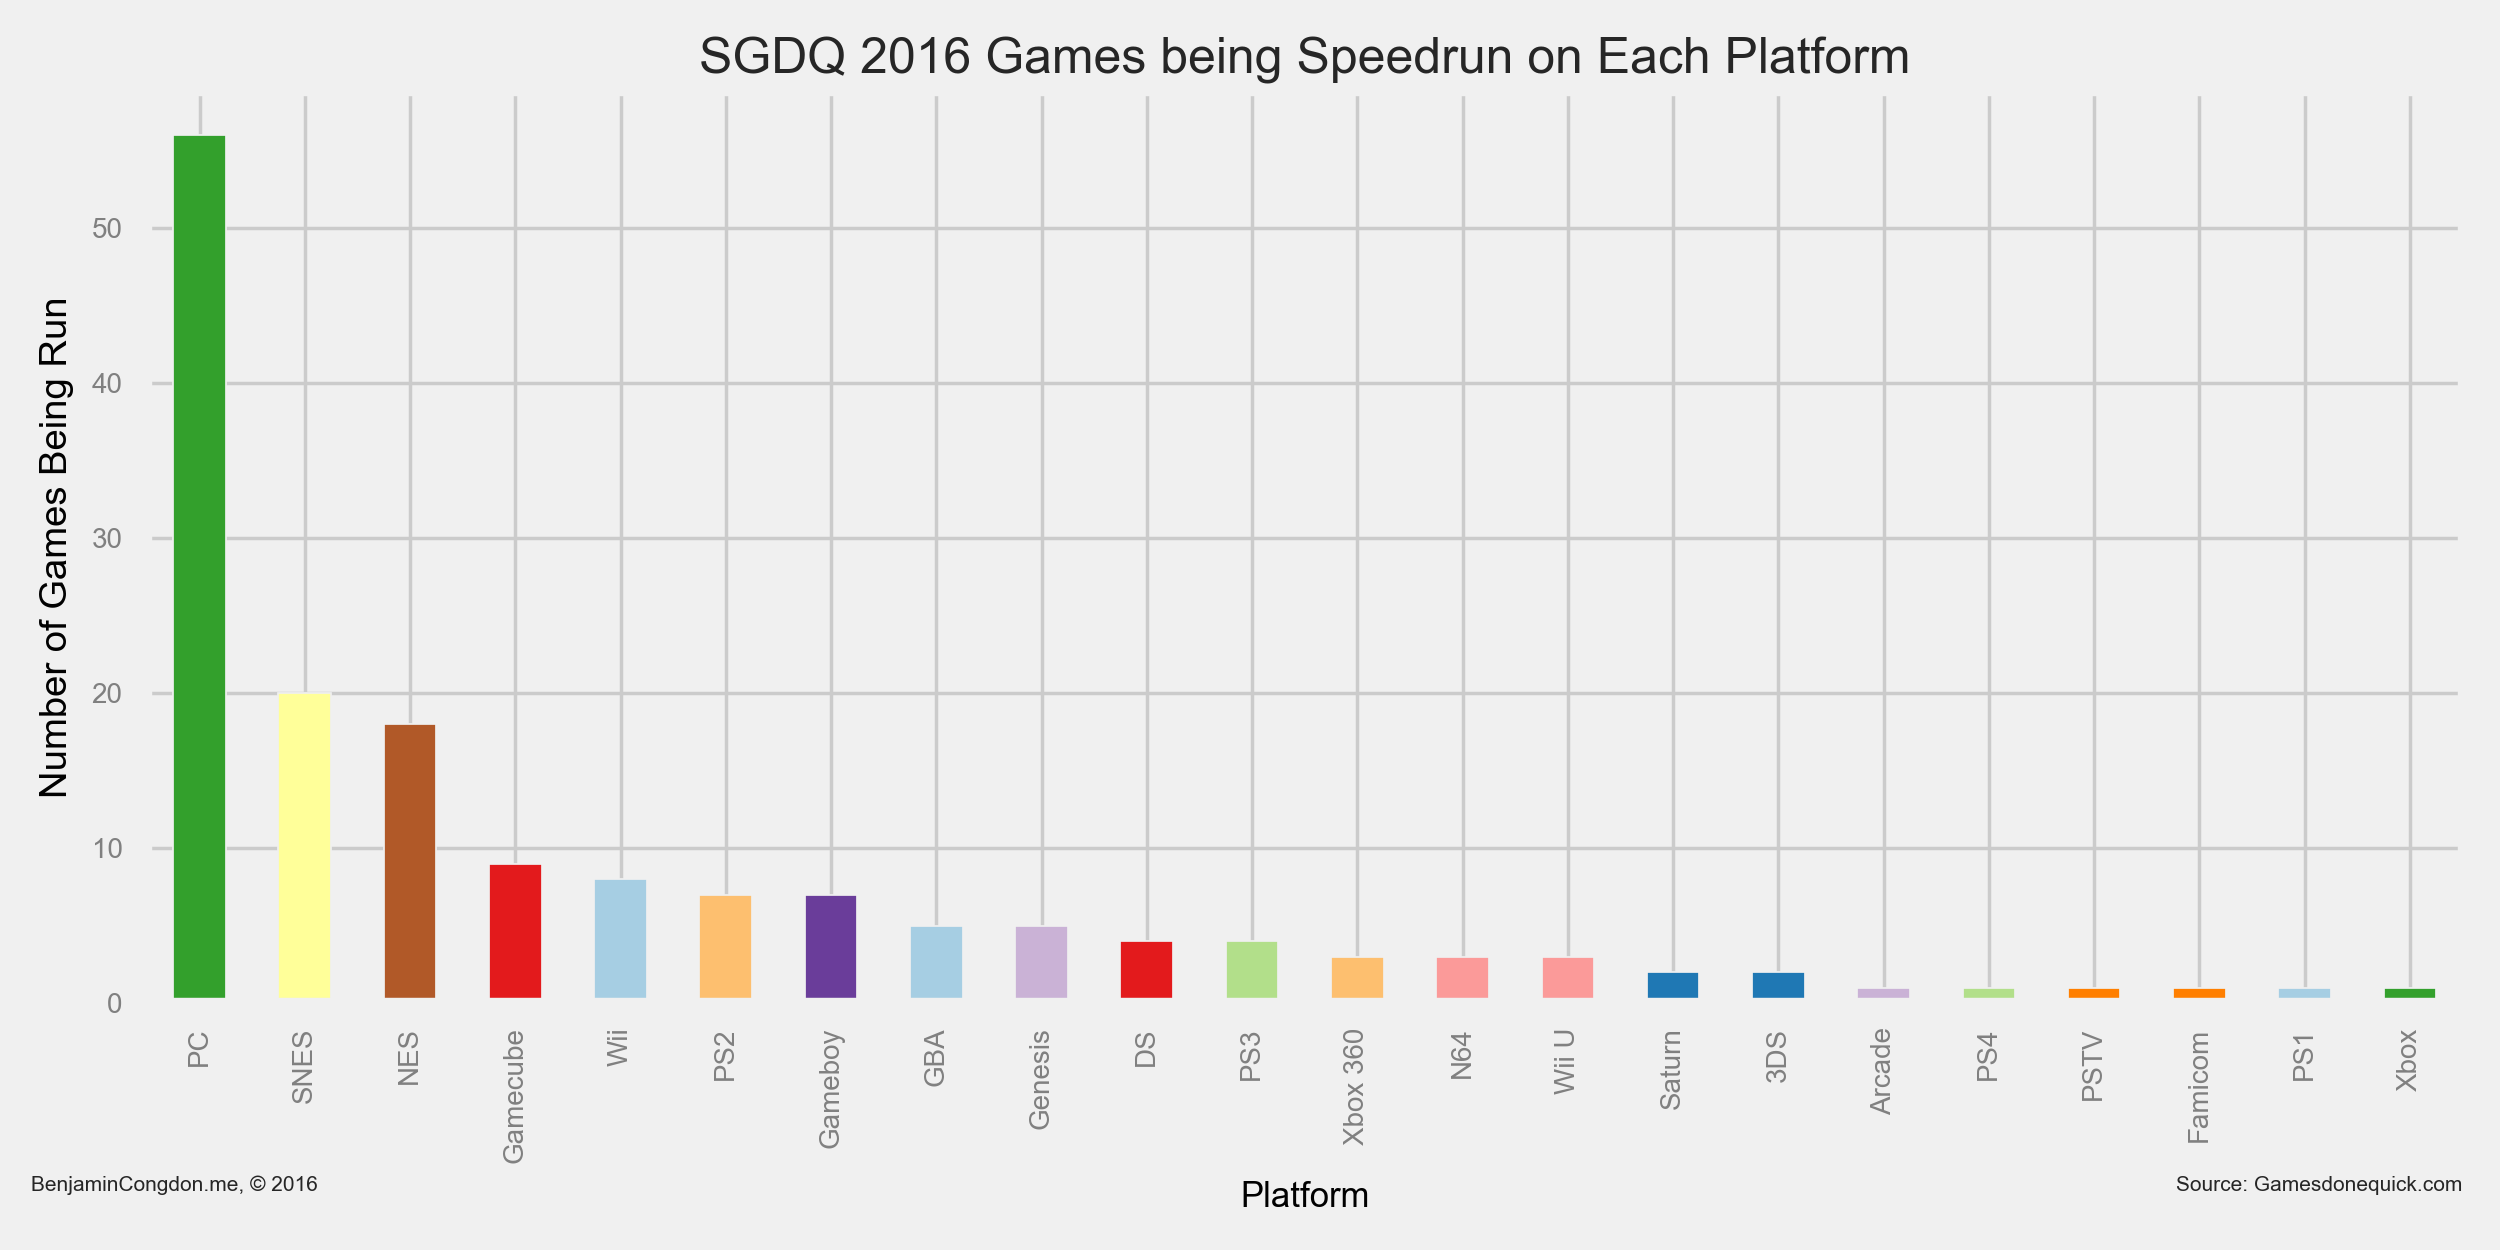 SGDQ 2016 Games being Speedrun on Each Platform
Number of Games Being Run
50
40
30
20
10
0
PC
SNES
NES
Gamecube
Wii
PS2
Gameboy
GBA
Genesis
DS
PS3
Xbox 360
N64
Wii U
Saturn
3DS
Arcade
PS4
PSTV
Famicom
PS1
Xbox
Platform
BenjaminCongdon.me, © 2016
Source: Gamesdonequick.com